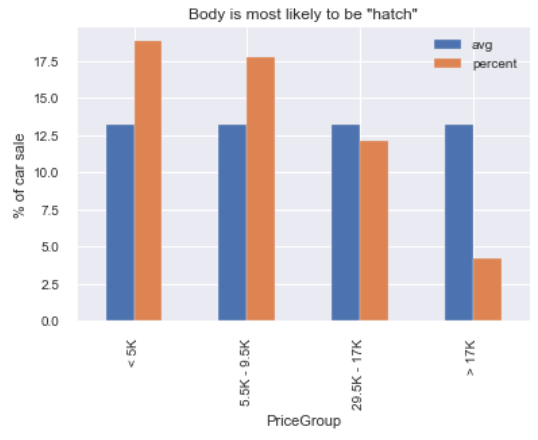 Body is most likely to be "hatch"
avg
percent
% of car sale
17.5
15.0
12.5
10.0
7.5
5.0
2.5
0.0
< 5K
5.5K - 9.5K
29.5K - 17K
> 17K
PriceGroup